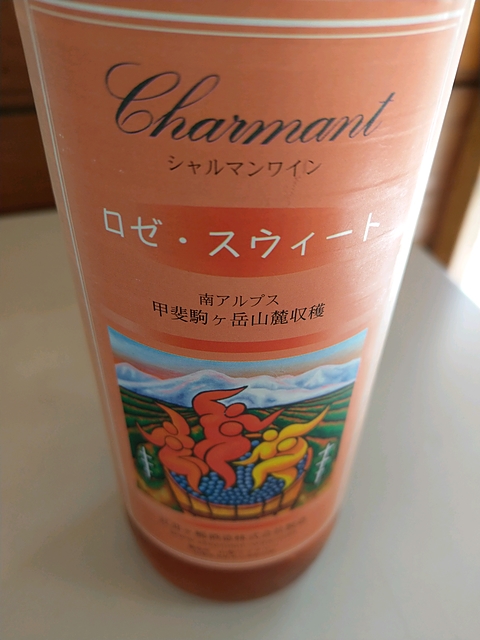 Charmant
シャルマンワイン
ロゼ・スウィート
南アルプス
甲斐駒ヶ岳山麓収穫